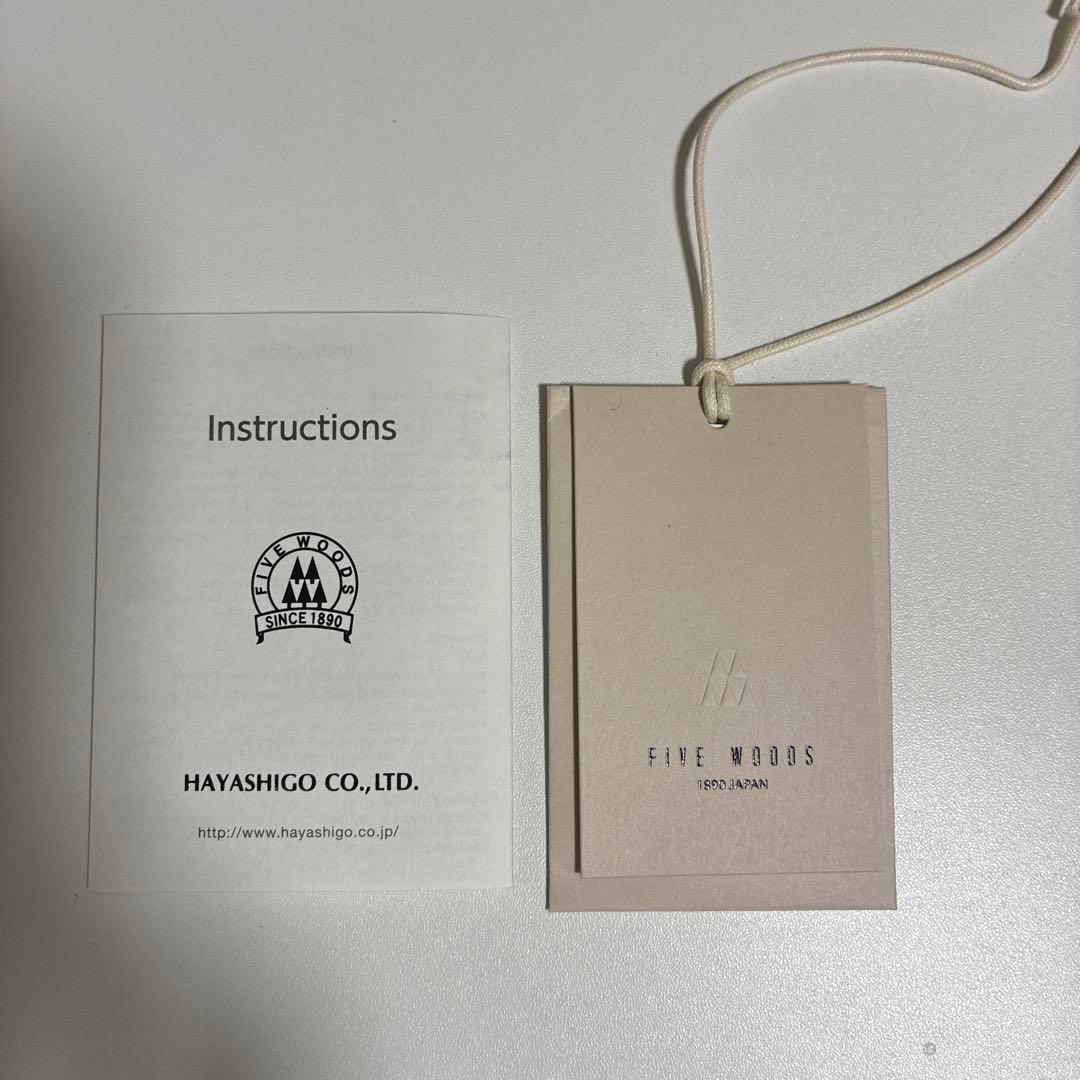 Instructions
FIVE WOODS
SINCE 1890
HAYASHIGO CO., LTD.
http://www.hayashigo.co.jp/
FIVE WOODS
1890 JAPAN